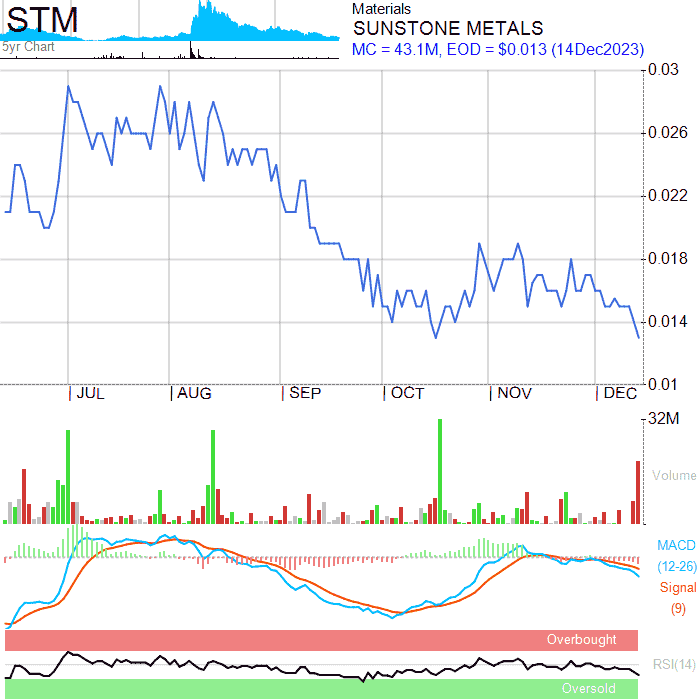 STM
5yr Chart
Materials
SUNSTONE METALS
MC = 43.1M, EOD = $0.013 (14Dec2023)
0.03
0.026
0.022
0.018
0.014
0.01
JUL AUG SEP OCT NOV DEC
32M
Volume
MACD
(12-26)
Signal
(9)
Overbought
RSI(14)
Oversold